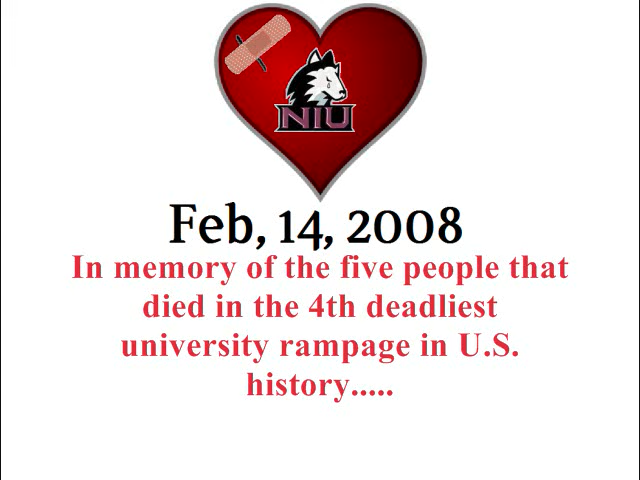 NIU
Feb, 14, 2008
In memory of the five people that
died in the 4th deadliest
university rampage in U.S.
history.....